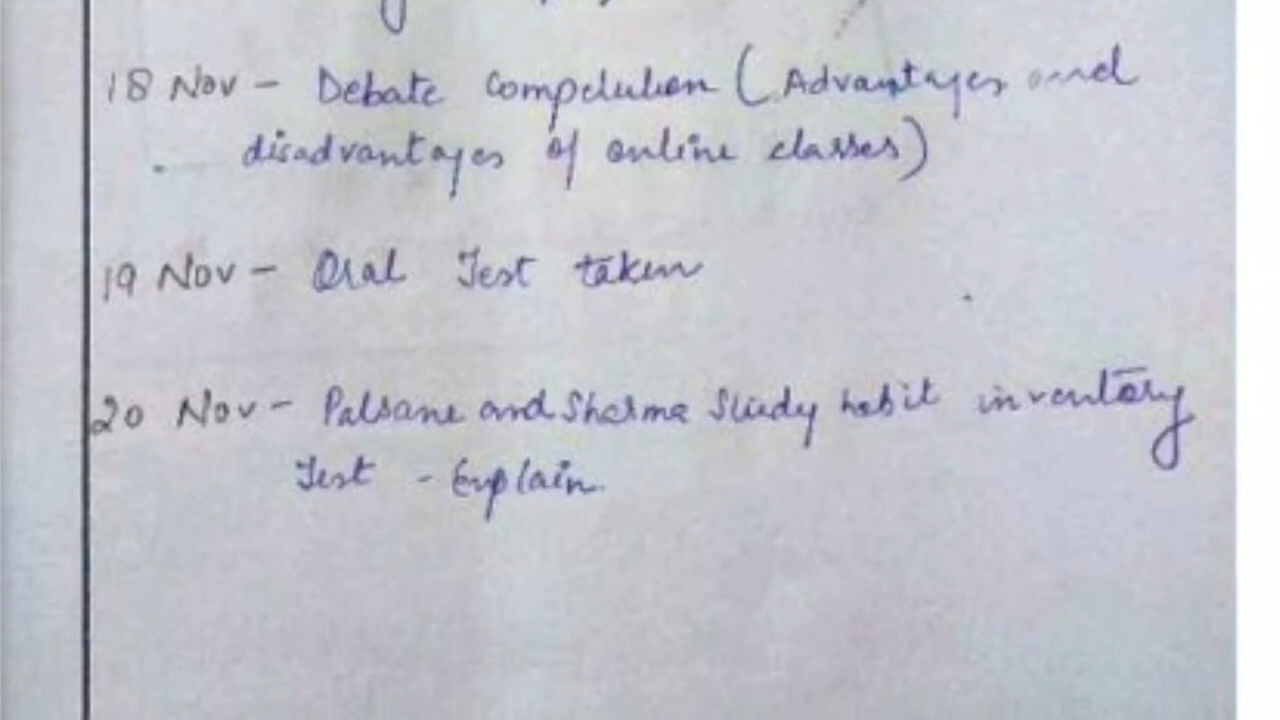 18 Nov - Debate Competution (Advantages and
disadvantages of online classes)
19 Nov - Oral Test taken
20 Nov - Palsane and Sharma Study habit inventory
Test - Explain